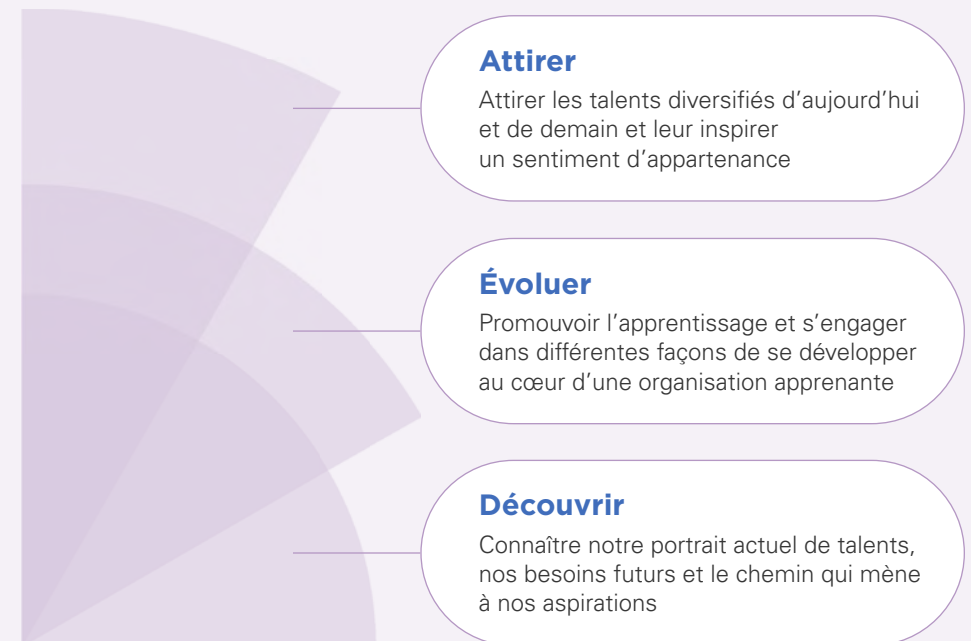 Attirer
Attirer les talents diversifiés d’aujourd’hui
et de demain et leur inspirer
un sentiment d’appartenance
Évoluer
Promouvoir l’apprentissage et s’engager
dans différentes façons de se développer
au cœur d’une organisation apprenante
Découvrir
Connaître notre portrait actuel de talents,
nos besoins futurs et le chemin qui mène
à nos aspirations